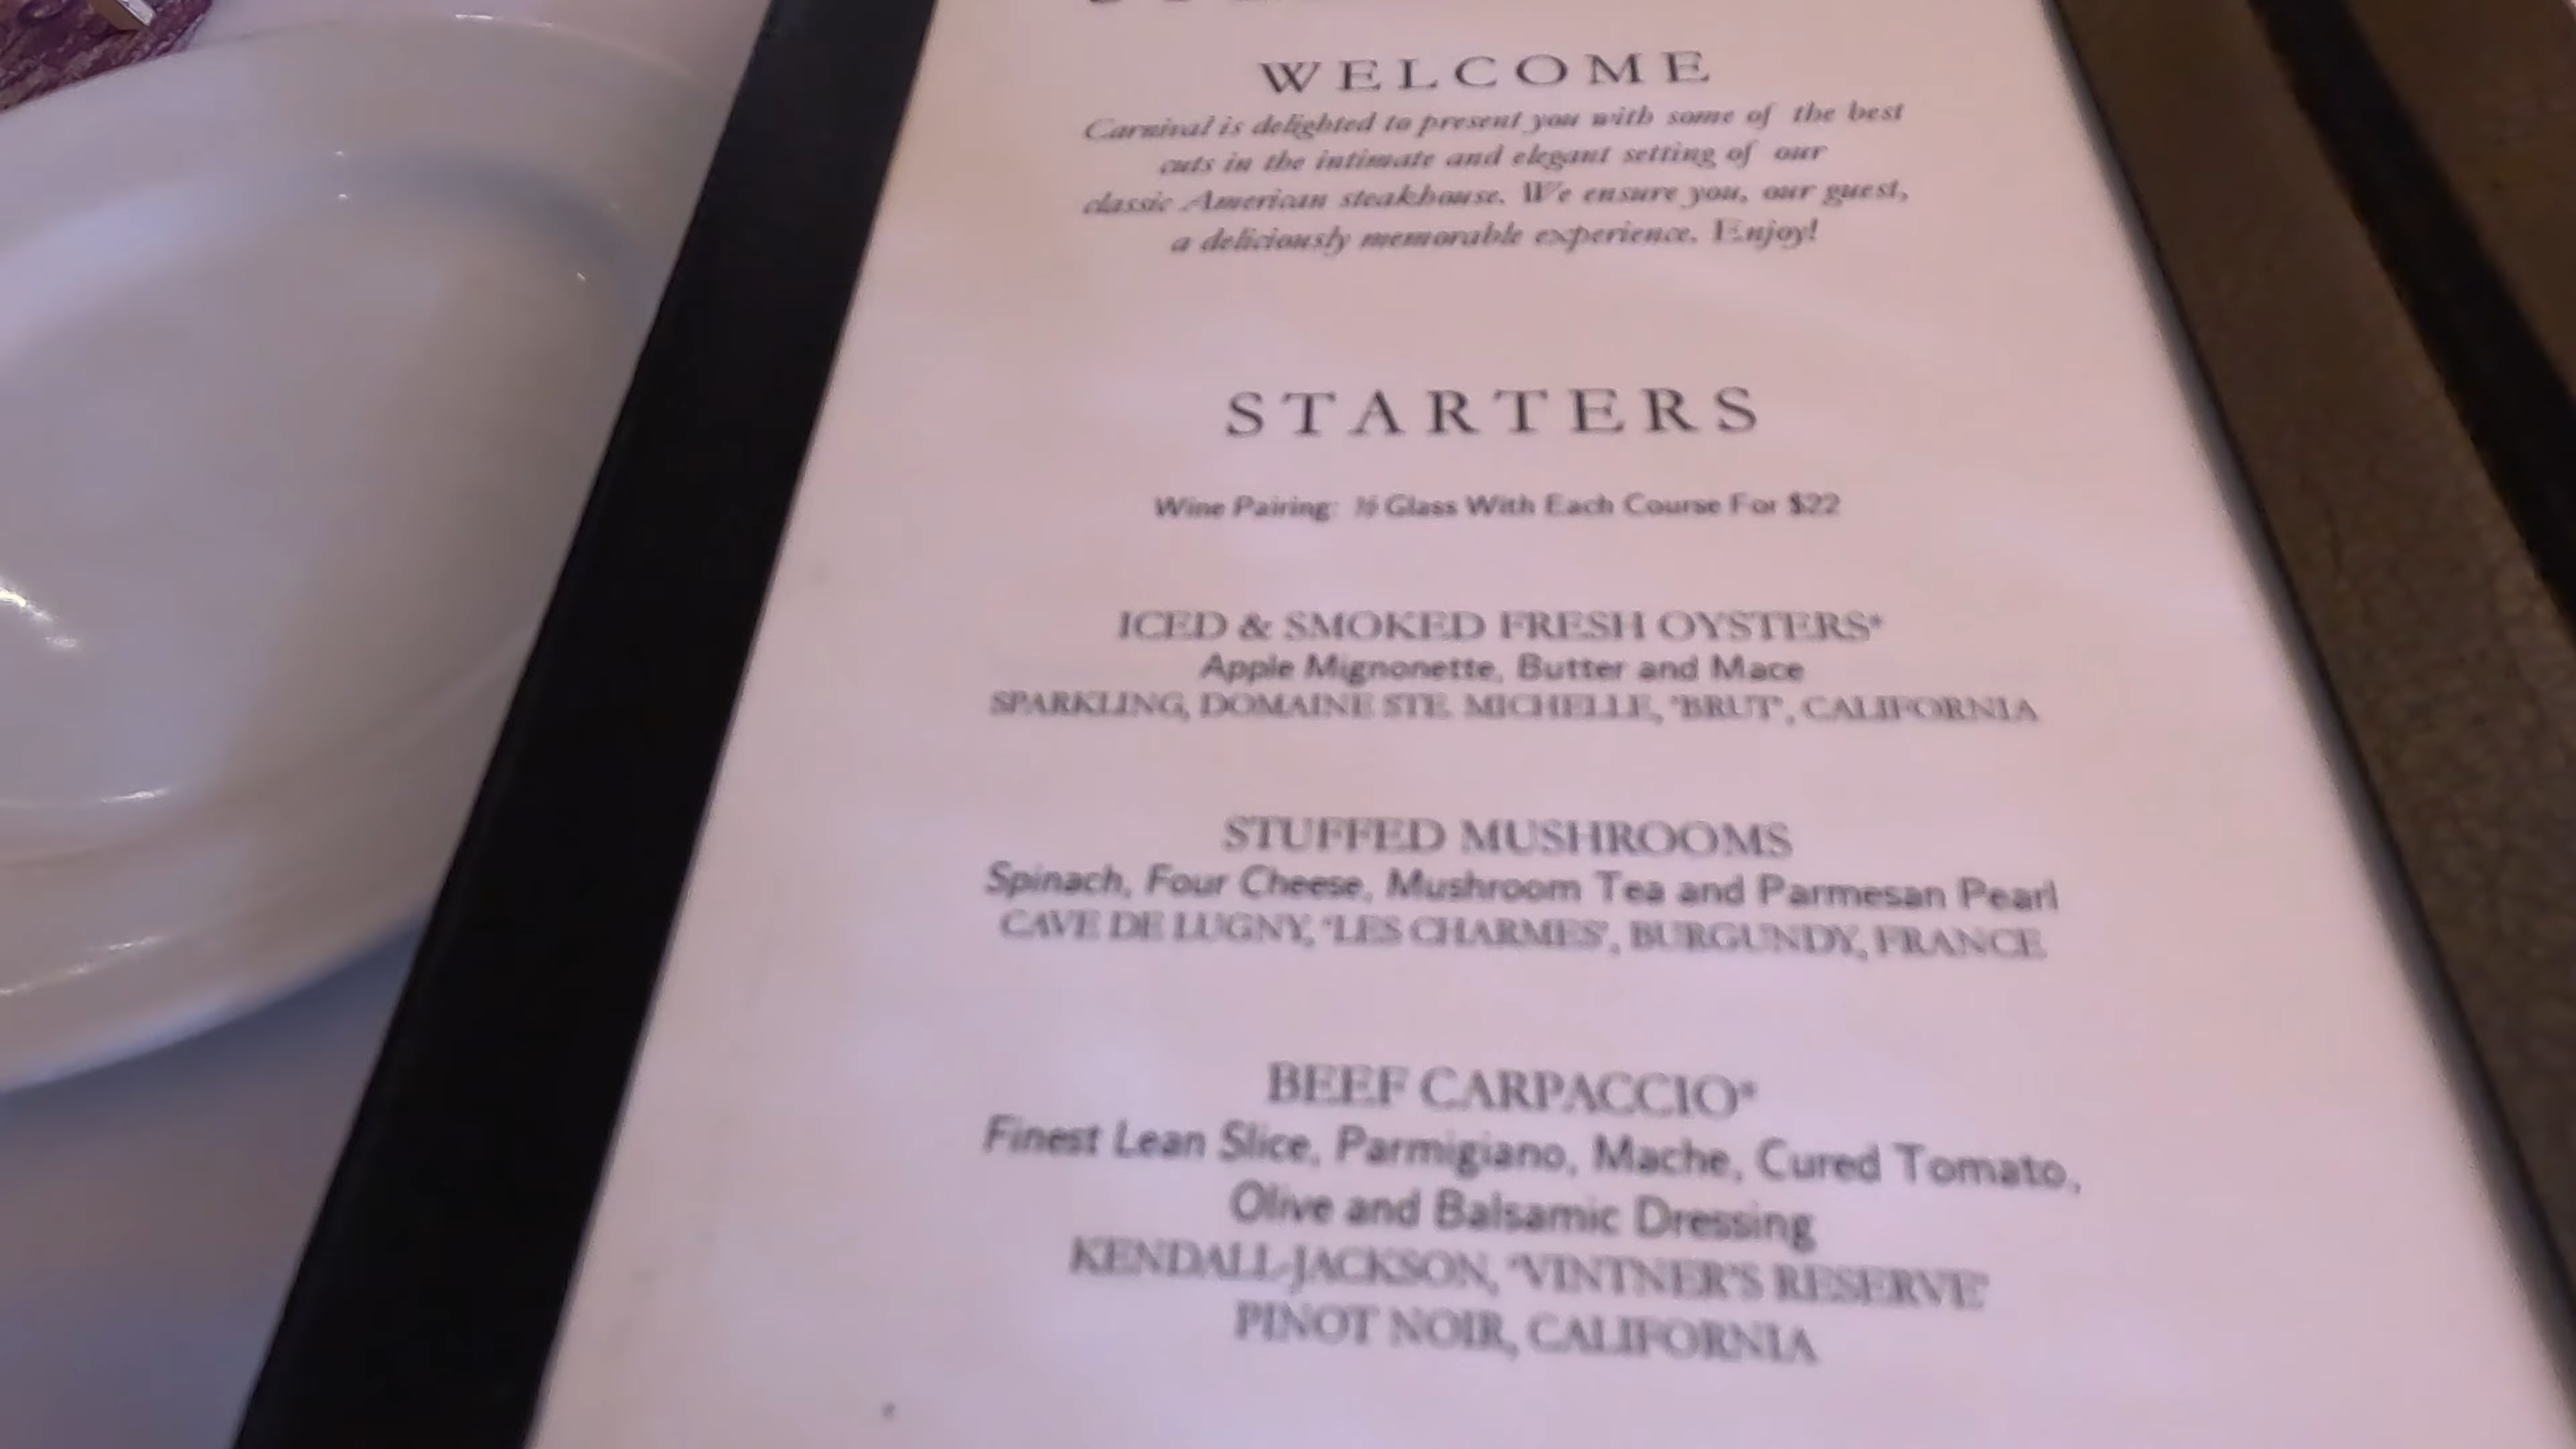 WELCOME
Carnival is delighted to present you with some of the best
cuts in the intimate and elegant setting of our
classic American steakhouse. We ensure you, our guest,
a deliciously memorable experience. Enjoy!
STARTERS
Wine Pairing: ½ Glass With Each Course For $22
ICED & SMOKED FRESH OYSTERS*
Apple Mignonette, Butter and Mace
SPARKLING, DOMAINE STE. MICHELLE, 'BRUT', CALIFORNIA
STUFFED MUSHROOMS
Spinach, Four Cheese, Mushroom Tea and Parmesan Pearl
CAVE DE LUGNY, 'LES CHARMES', BURGUNDY, FRANCE
BEEF CARPACCIO*
Finest Lean Slice, Parmigiano, Mache, Cured Tomato,
Olive and Balsamic Dressing
KENDALL-JACKSON, 'VINTNER'S RESERVE'
PINOT NOIR, CALIFORNIA